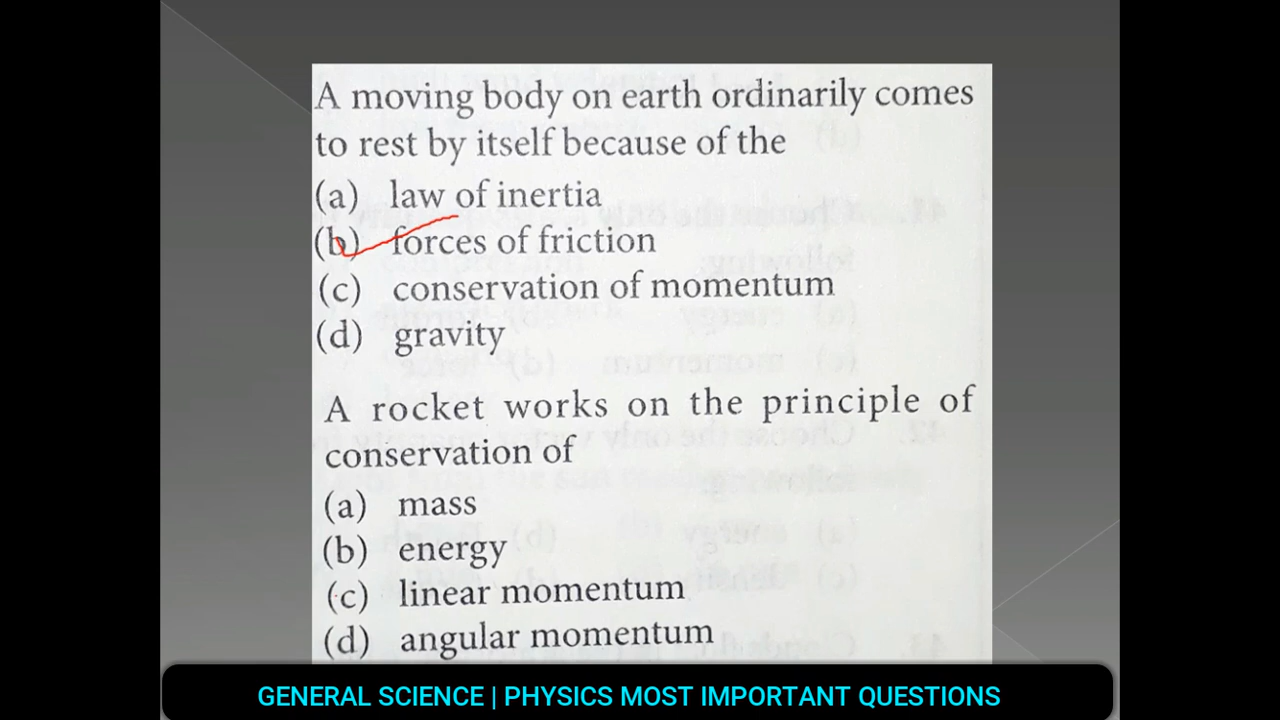 A moving body on earth ordinarily comes
to rest by itself because of the
(a) law of inertia
(b) forces of friction
(c) conservation of momentum
(d) gravity
A rocket works on the principle of
conservation of
(a) mass
(b) energy
(c) linear momentum
(d) angular momentum
GENERAL SCIENCE | PHYSICS MOST IMPORTANT QUESTIONS